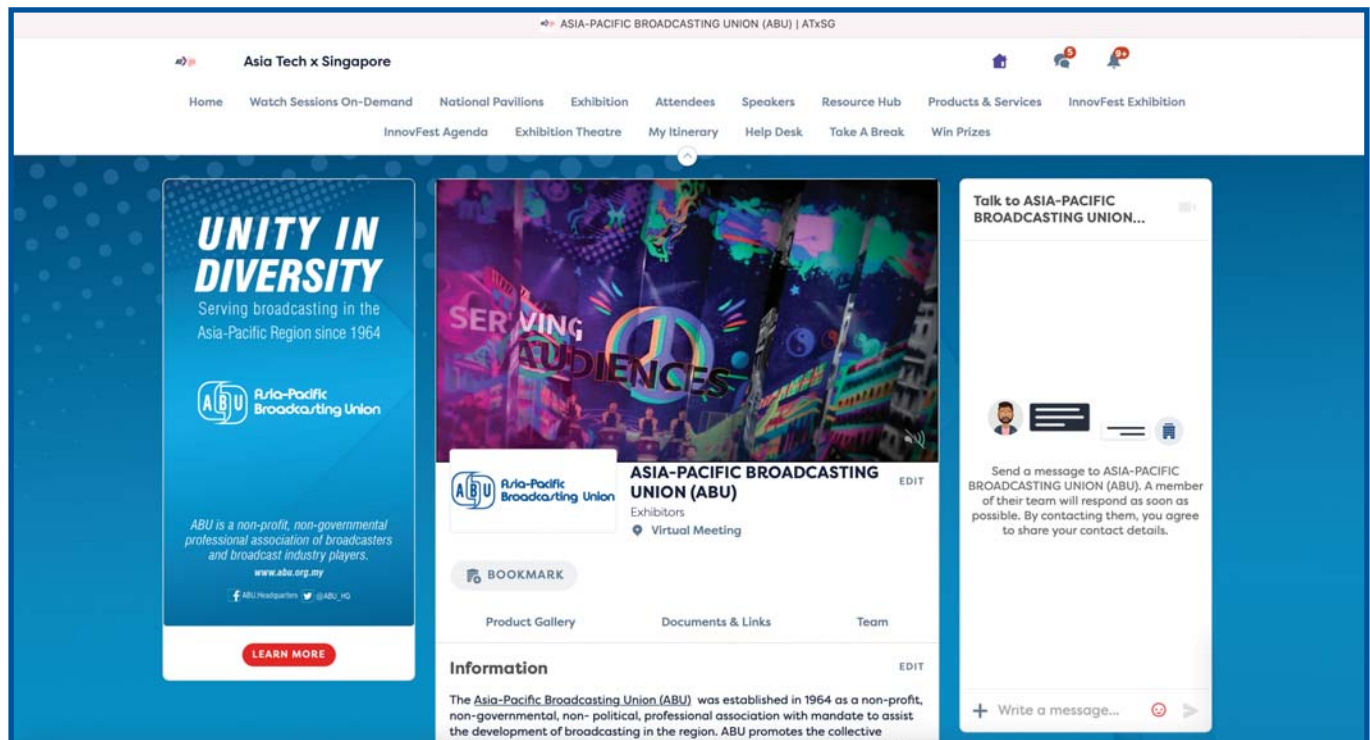 ASIA-PACIFIC BROADCASTING UNION (ABU) | ATxSG
Asia Tech x Singapore
5
9+
Home Watch Sessions On-Demand National Pavilions Exhibition Attendees Speakers Resource Hub Products & Services InnovFest Exhibition
InnovFest Agenda Exhibition Theatre My Itinerary Help Desk Take A Break Win Prizes
UNITY IN
DIVERSITY
Serving broadcasting in the
Asia-Pacific Region since 1964
ABU
Asia-Pacific
Broadcasting Union
ABU is a non-profit, non-governmental
professional association of broadcasters
and broadcast industry players.
www.abu.org.my
ABU.Headquarters @ABU_HQ
LEARN MORE
SERVING
AUDIENCES
ABU
Asia-Pacific
Broadcasting Union
ASIA-PACIFIC BROADCASTING
UNION (ABU)
EDIT
Exhibitors
Virtual Meeting
BOOKMARK
Product Gallery Documents & Links Team
Information
EDIT
The Asia-Pacific Broadcasting Union (ABU) was established in 1964 as a non-profit,
non-governmental, non- political, professional association with mandate to assist
the development of broadcasting in the region. ABU promotes the collective
Talk to ASIA-PACIFIC
BROADCASTING UNION...
Send a message to ASIA-PACIFIC
BROADCASTING UNION (ABU). A member
of their team will respond as soon as
possible. By contacting them, you agree
to share your contact details.
Write a message...